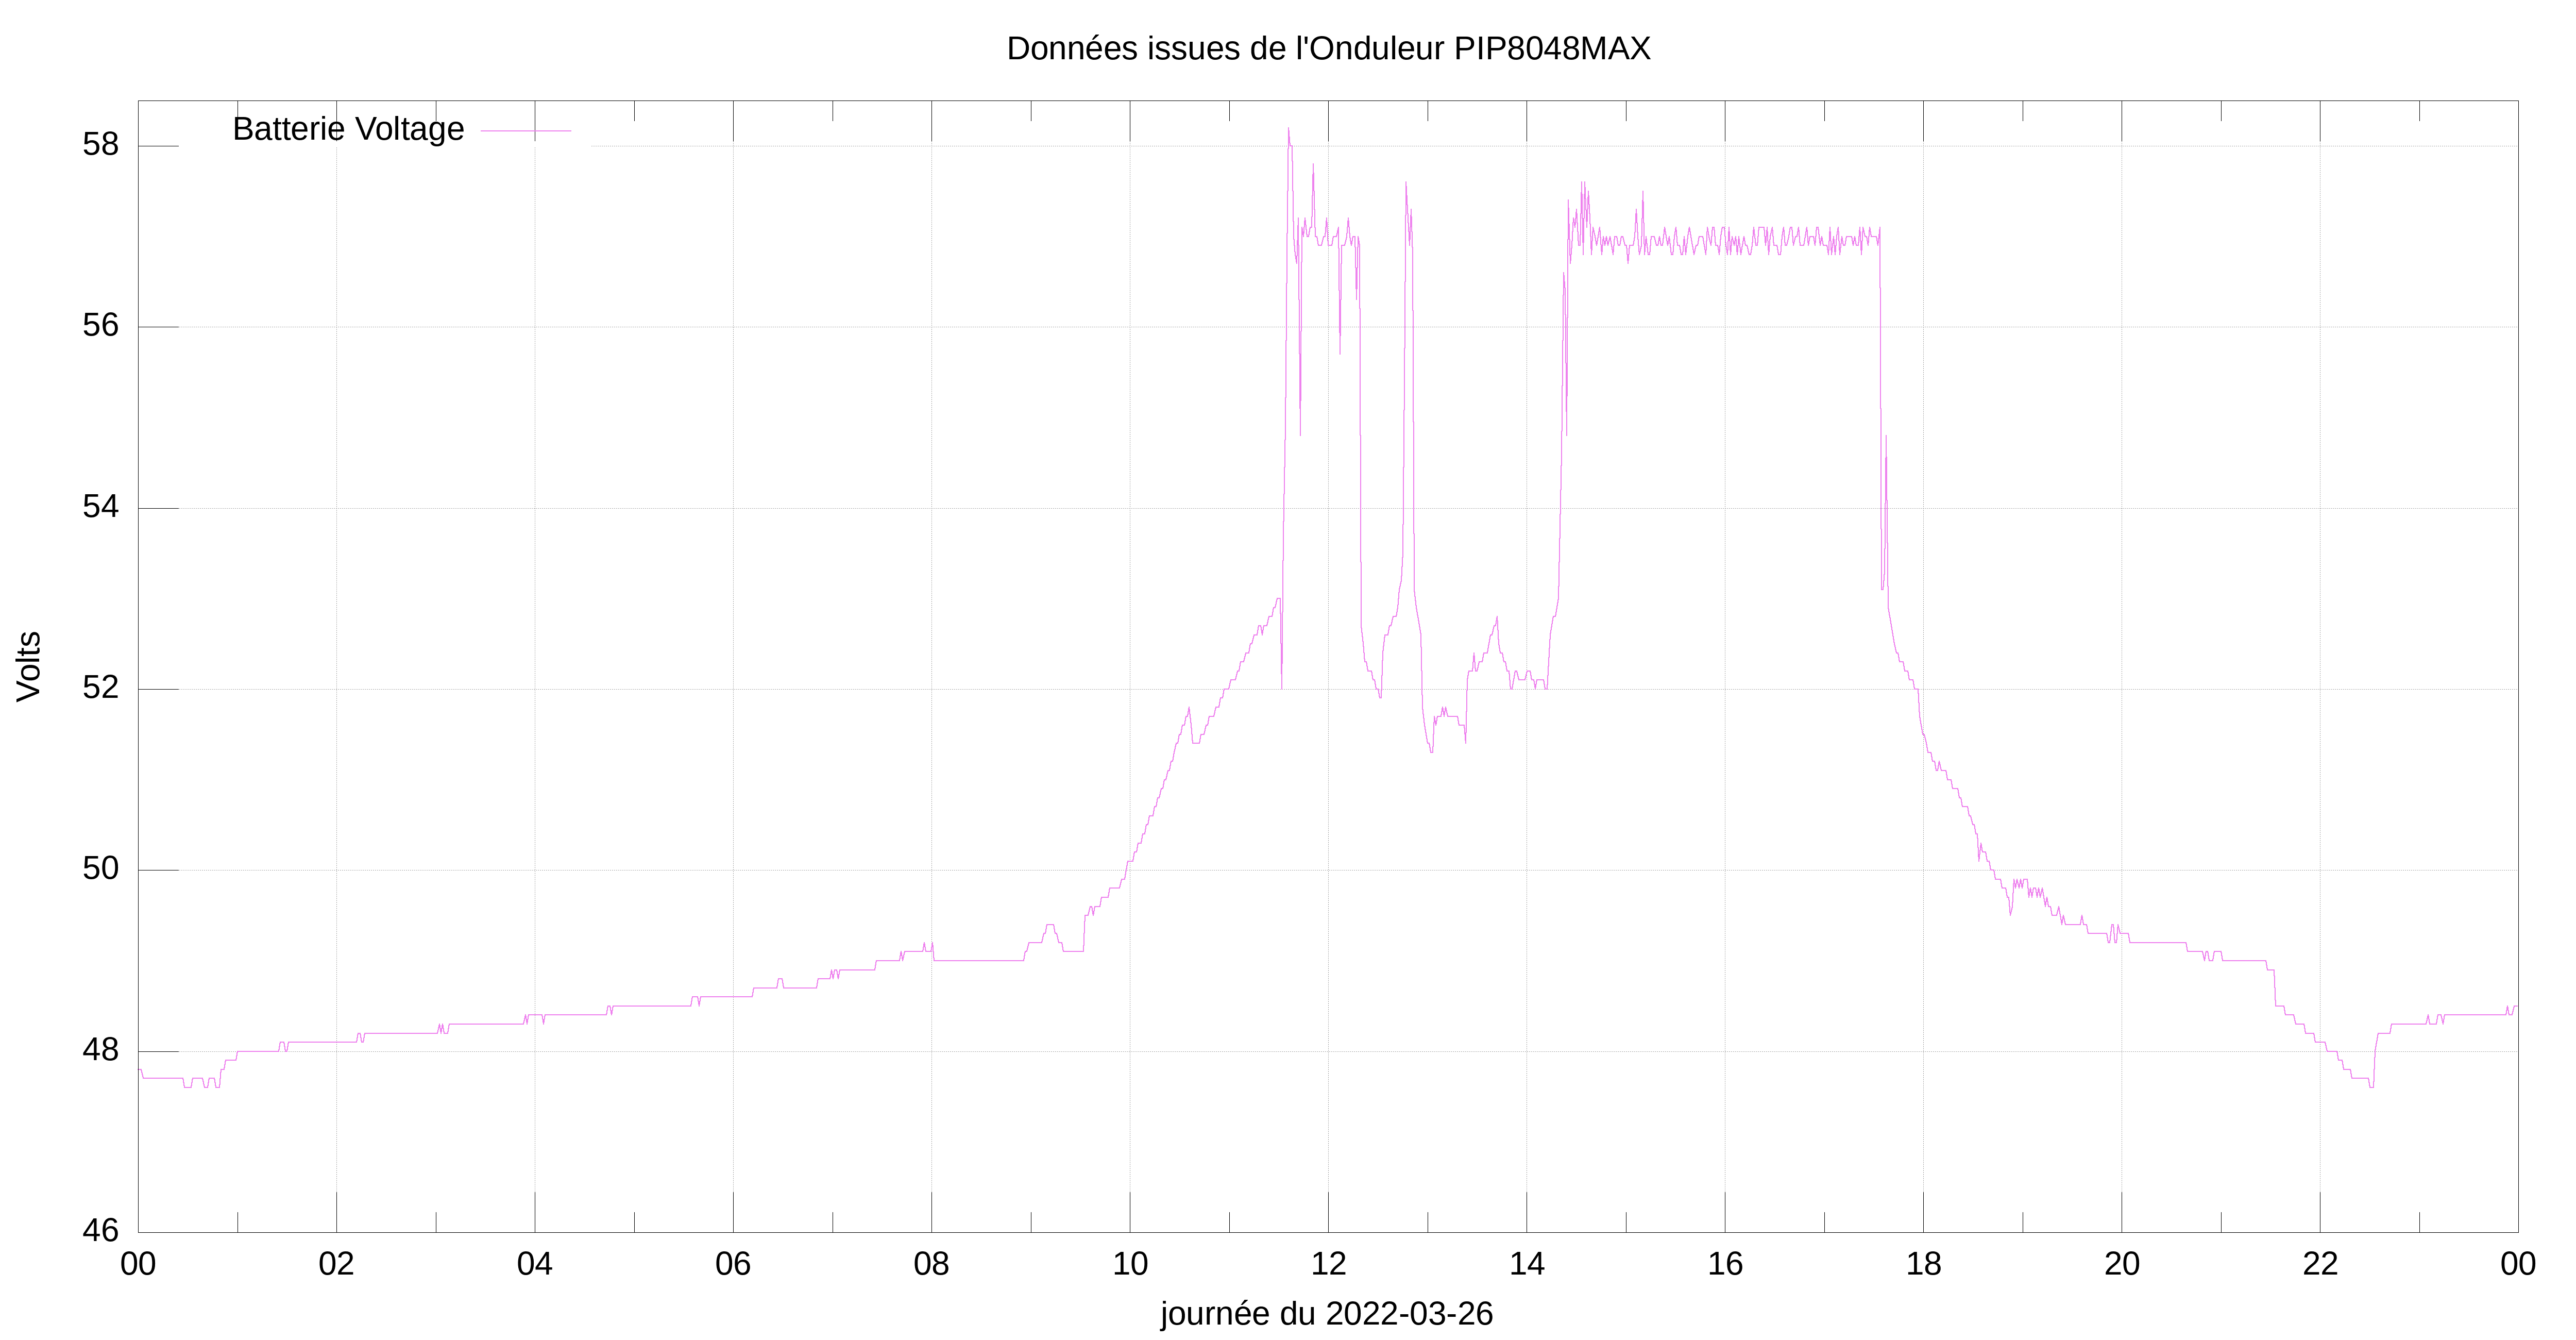 Données issues de l'Onduleur PIP8048MAX
Batterie Voltage
58
56
54
52
50
48
46
Volts
00 02 04 06 08 10 12 14 16 18 20 22 00
journée du 2022-03-26